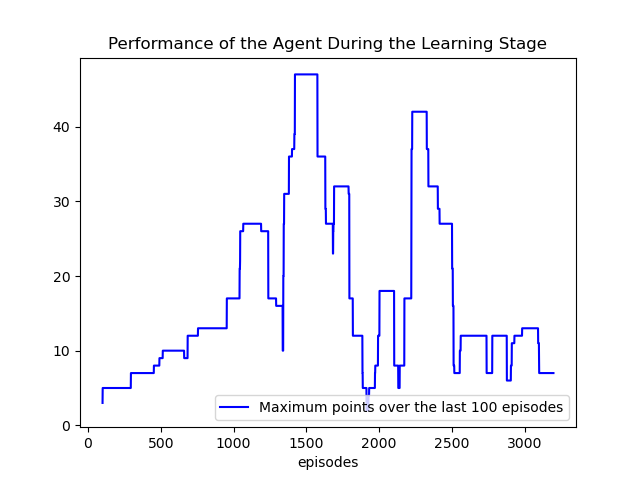 Performance of the Agent During the Learning Stage
40
30
20
10
0
Maximum points over the last 100 episodes
0 500 1000 1500 2000 2500 3000
episodes